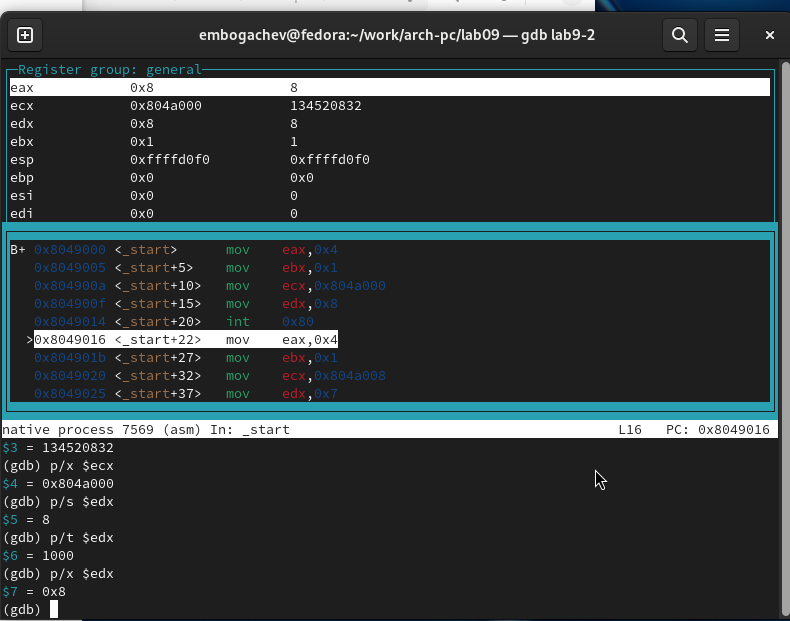 embogachev@fedora:~/work/arch-pc/lab09 — gdb lab9-2
Register group: general
eax 0x8 8
ecx 0x804a000 134520832
edx 0x8 8
ebx 0x1 1
esp 0xffffd0f0 0xffffd0f0
ebp 0x0 0x0
esi 0x0 0
edi 0x0 0
B+ 0x8049000 <_start> mov eax,0x4
0x8049005 <_start+5> mov ebx,0x1
0x804900a <_start+10> mov ecx,0x804a000
0x804900f <_start+15> mov edx,0x8
0x8049014 <_start+20> int 0x80
>0x8049016 <_start+22> mov eax,0x4
0x804901b <_start+27> mov ebx,0x1
0x8049020 <_start+32> mov ecx,0x804a008
0x8049025 <_start+37> mov edx,0x7
native process 7569 (asm) In: _start L16 PC: 0x8049016
$3 = 134520832
(gdb) p/x $ecx
$4 = 0x804a000
(gdb) p/s $edx
$5 = 8
(gdb) p/t $edx
$6 = 1000
(gdb) p/x $edx
$7 = 0x8
(gdb)